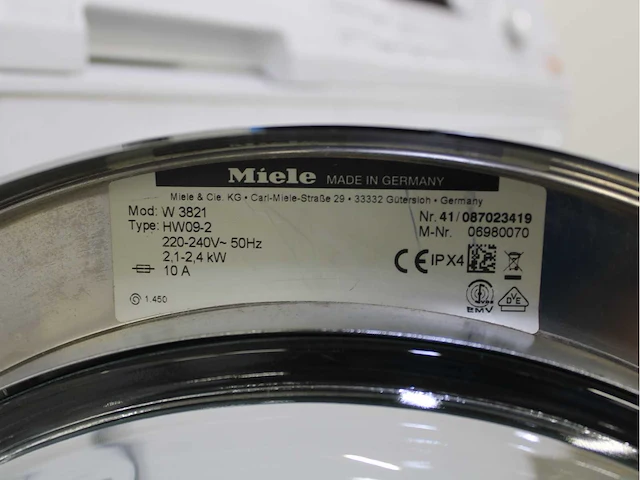 Miele MADE IN GERMANY
Miele & Cie. KG • Carl-Miele-Straße 29 • 33332 Gütersloh • Germany
Mod: W 3821
Type: HW09-2
220-240V~ 50Hz
2,1-2,4 kW
10 A
1.450
Nr. 41/087023419
M-Nr. 06980070
CE IPX4
EMV